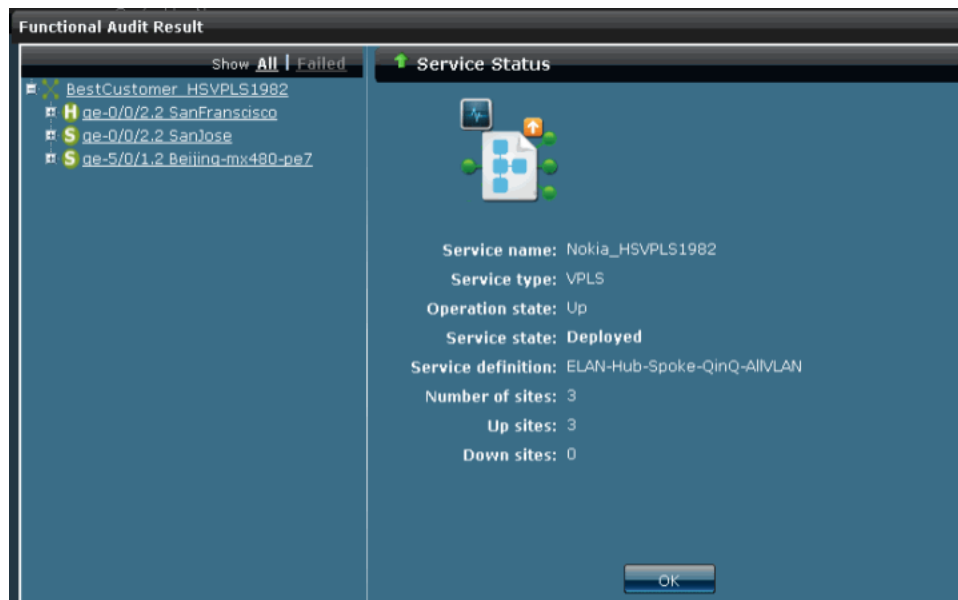 Functional Audit Result
Show All | Failed
BestCustomer_HSVPLS1982
H ge-0/0/2.2 SanFranscisco
S ge-0/0/2.2 SanJose
S ge-5/0/1.2 Beijing-mx480-pe7
Service Status
Service name: Nokia_HSVPLS1982
Service type: VPLS
Operation state: Up
Service state: Deployed
Service definition: ELAN-Hub-Spoke-QinQ-AllVLAN
Number of sites: 3
Up sites: 3
Down sites: 0
OK